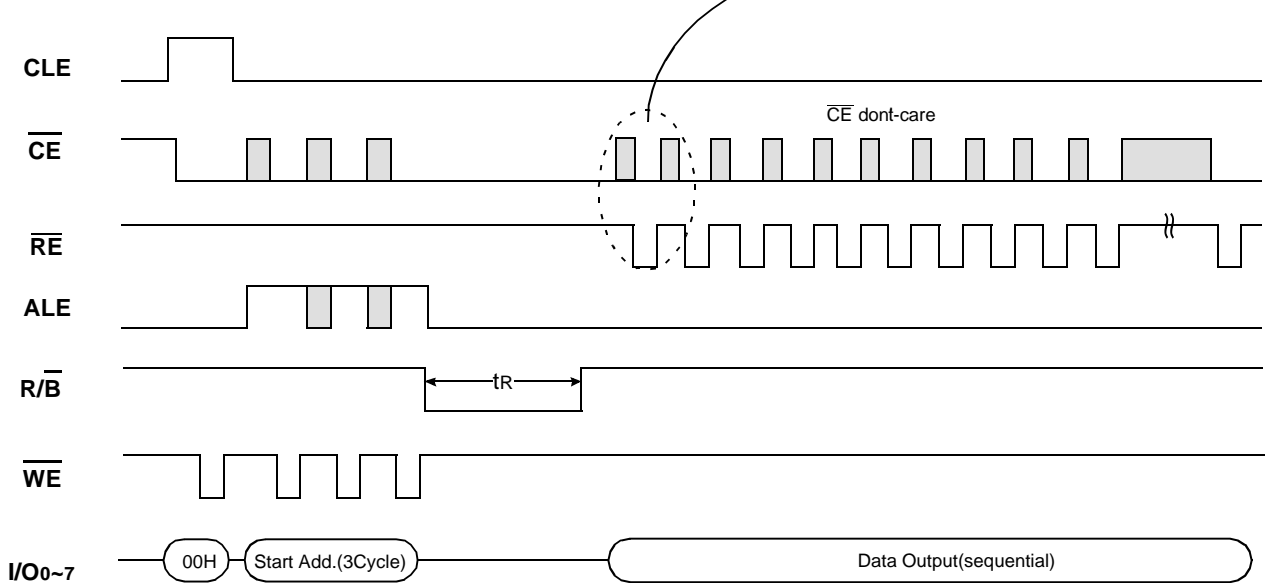 CLE
CE dont-care
CE
RE
ALE
R/B
tR
WE
I/O0~7
00H
Start Add.(3Cycle)
Data Output(sequential)